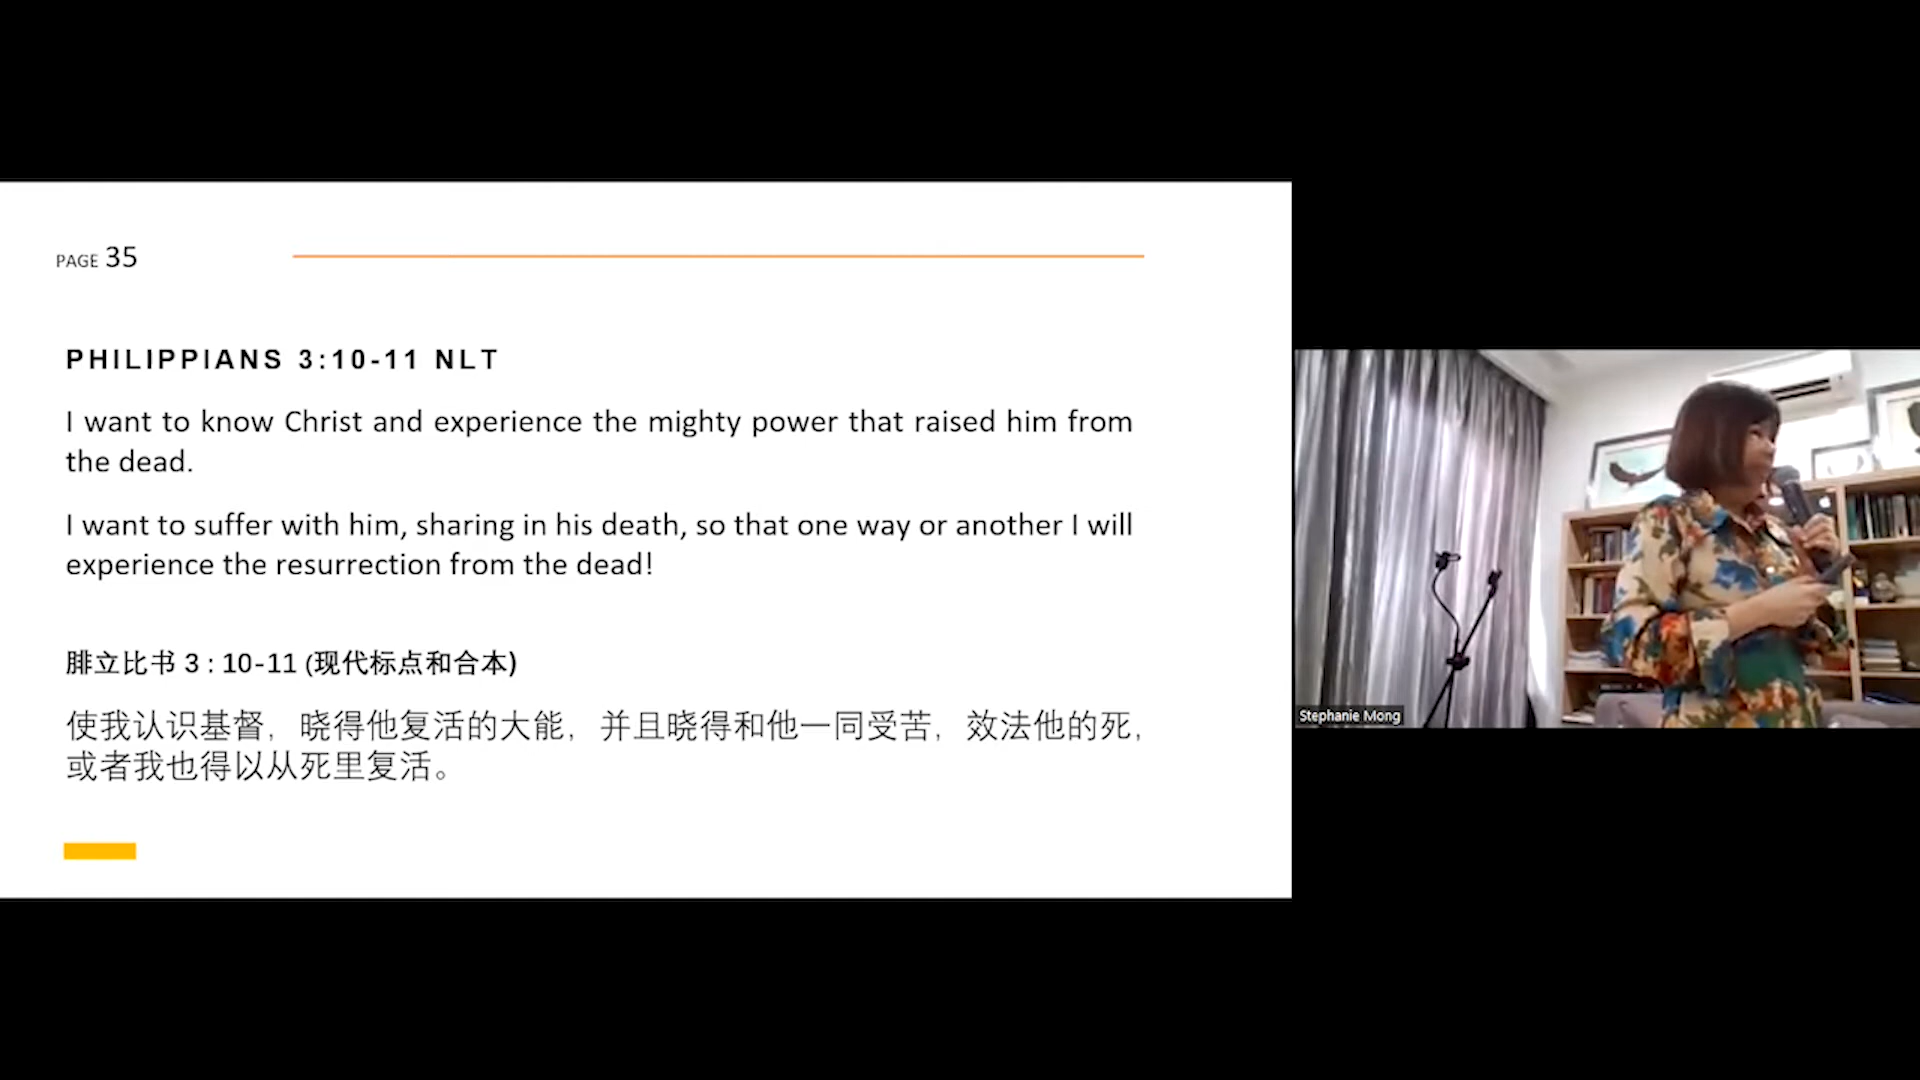 PAGE 35
PHILIPPIANS 3:10-11 NLT
I want to know Christ and experience the mighty power that raised him from
the dead.
I want to suffer with him, sharing in his death, so that one way or another I will
experience the resurrection from the dead!
腓立比书 3 : 10-11 (现代标点和合本)
使我认识基督，晓得他复活的大能，并且晓得和他一同受苦，效法他的死，
或者我也得以从死里复活。
Stephanie Mong